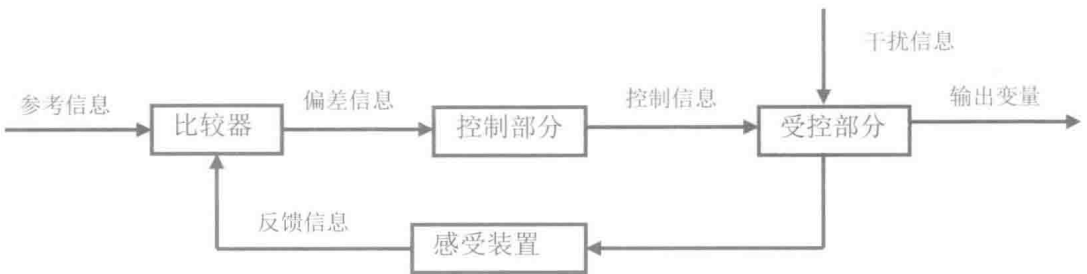 干扰信息
参考信息
偏差信息
控制信息
输出变量
比较器
控制部分
受控部分
反馈信息
感受装置